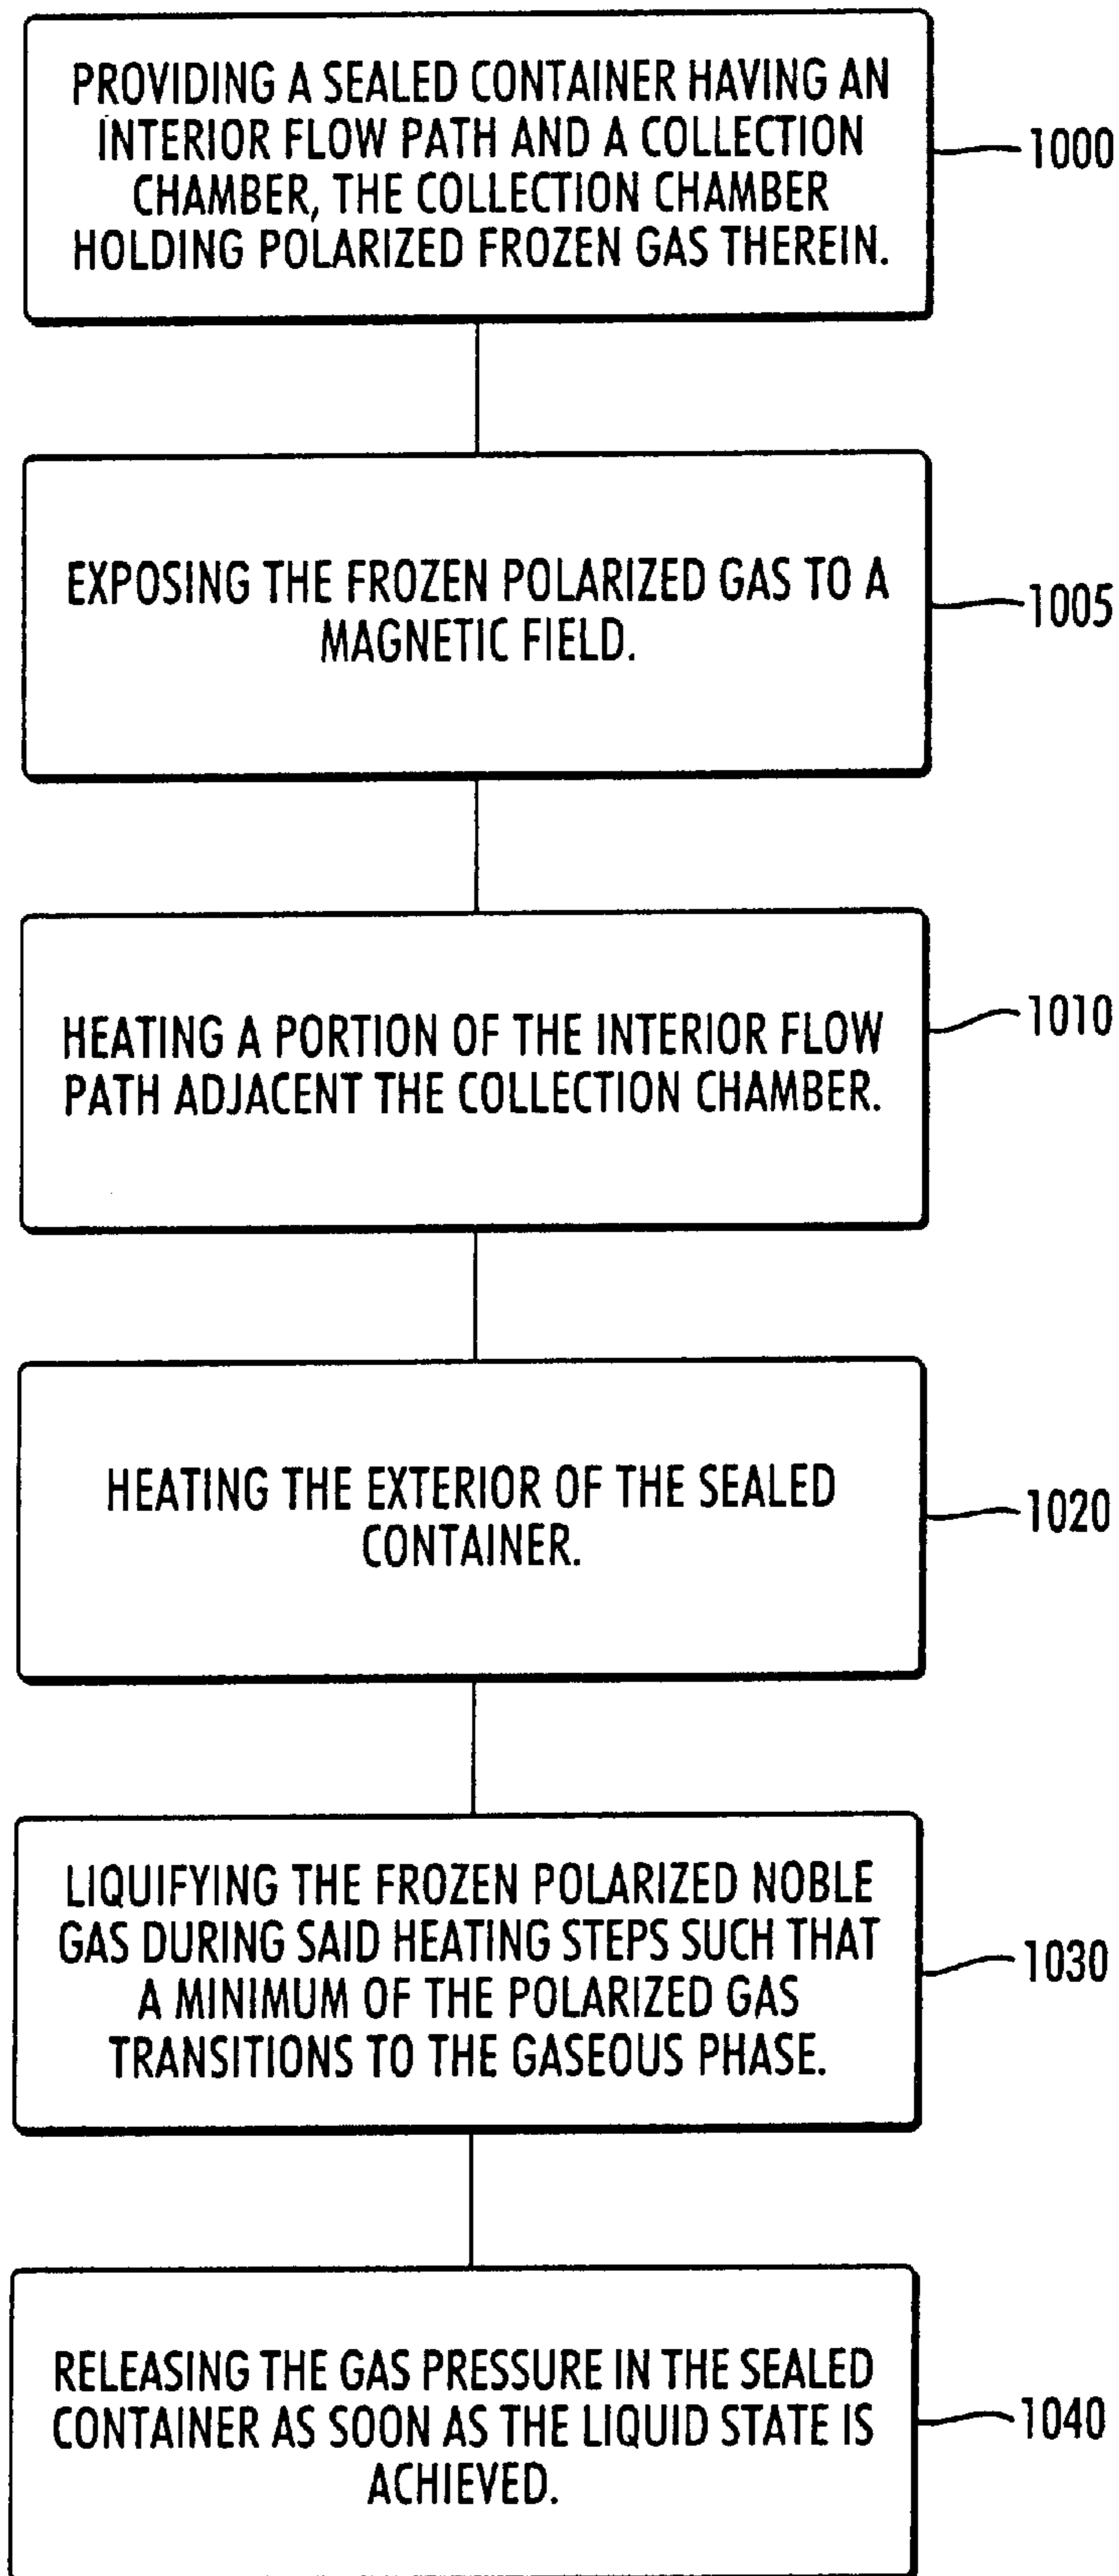 PROVIDING A SEALED CONTAINER HAVING AN
INTERIOR FLOW PATH AND A COLLECTION
CHAMBER, THE COLLECTION CHAMBER
HOLDING POLARIZED FROZEN GAS THEREIN.
1000
EXPOSING THE FROZEN POLARIZED GAS TO A
MAGNETIC FIELD.
1005
HEATING A PORTION OF THE INTERIOR FLOW
PATH ADJACENT THE COLLECTION CHAMBER.
1010
HEATING THE EXTERIOR OF THE SEALED
CONTAINER.
1020
LIQUIFYING THE FROZEN POLARIZED NOBLE
GAS DURING SAID HEATING STEPS SUCH THAT
A MINIMUM OF THE POLARIZED GAS
TRANSITIONS TO THE GASEOUS PHASE.
1030
RELEASING THE GAS PRESSURE IN THE SEALED
CONTAINER AS SOON AS THE LIQUID STATE IS
ACHIEVED.
1040